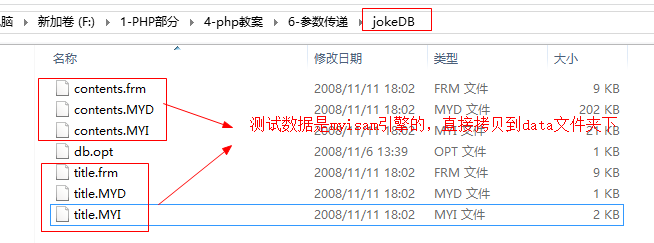 脑 › 新加卷 (F:) › 1-PHP部分 › 4-php教案 › 6-参数传递 › jokeDB
名称 修改日期 类型 大小
contents.frm 2008/11/11 18:02 FRM 文件 9 KB
contents.MYD 2008/11/11 18:02 MYD 文件 202 KB
测试数据是myisam引擎的，直接拷贝到data文件夹下
contents.MYI 2008/11/11 18:02 MYI 文件 21 KB
db.opt 2008/11/6 13:39 OPT 文件 1 KB
title.frm 2008/11/11 18:02 FRM 文件 9 KB
title.MYD 2008/11/11 18:02 MYD 文件 1 KB
title.MYI 2008/11/11 18:02 MYI 文件 2 KB